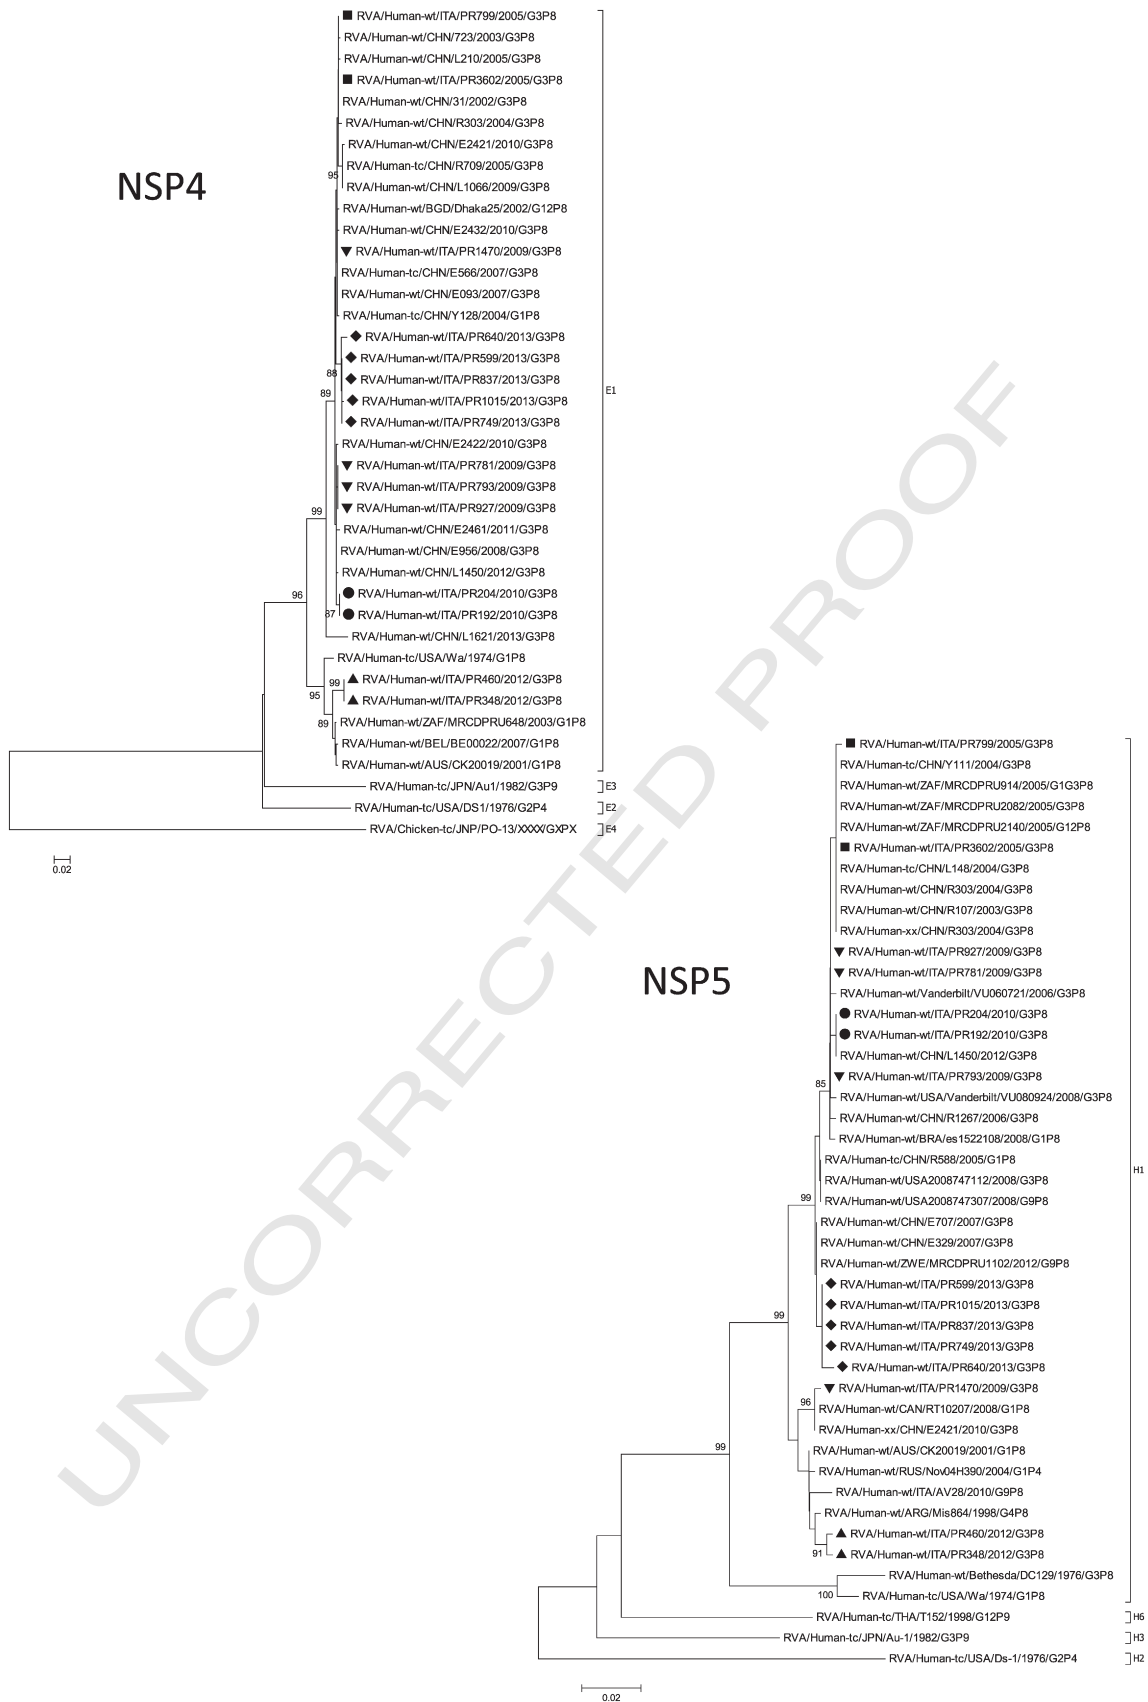 RVA/Human-wt/ITA/PR799/2005/G3P8
RVA/Human-wt/CHN/723/2003/G3P8
RVA/Human-wt/CHN/L210/2005/G3P8
RVA/Human-wt/ITA/PR3602/2005/G3P8
RVA/Human-wt/CHN/31/2002/G3P8
RVA/Human-wt/CHN/R303/2004/G3P8
RVA/Human-wt/CHN/E2421/2010/G3P8
RVA/Human-tc/CHN/R709/2005/G3P8
95
RVA/Human-wt/CHN/L1066/2009/G3P8
NSP4
RVA/Human-wt/BGD/Dhaka25/2002/G12P8
RVA/Human-wt/CHN/E2432/2010/G3P8
RVA/Human-wt/ITA/PR1470/2009/G3P8
RVA/Human-tc/CHN/E566/2007/G3P8
RVA/Human-wt/CHN/E093/2007/G3P8
RVA/Human-tc/CHN/Y128/2004/G1P8
RVA/Human-wt/ITA/PR640/2013/G3P8
RVA/Human-wt/ITA/PR599/2013/G3P8
88
RVA/Human-wt/ITA/PR837/2013/G3P8
E1
89
RVA/Human-wt/ITA/PR1015/2013/G3P8
RVA/Human-wt/ITA/PR749/2013/G3P8
RVA/Human-wt/CHN/E2422/2010/G3P8
RVA/Human-wt/ITA/PR781/2009/G3P8
RVA/Human-wt/ITA/PR793/2009/G3P8
RVA/Human-wt/ITA/PR927/2009/G3P8
99
RVA/Human-wt/CHN/E2461/2011/G3P8
RVA/Human-wt/CHN/E956/2008/G3P8
RVA/Human-wt/CHN/L1450/2012/G3P8
96
RVA/Human-wt/ITA/PR204/2010/G3P8
87
RVA/Human-wt/ITA/PR192/2010/G3P8
RVA/Human-wt/CHN/L1621/2013/G3P8
RVA/Human-tc/USA/Wa/1974/G1P8
99
RVA/Human-wt/ITA/PR460/2012/G3P8
95
RVA/Human-wt/ITA/PR348/2012/G3P8
89
RVA/Human-wt/ZAF/MRCDPRU648/2003/G1P8
RVA/Human-wt/BEL/BE00022/2007/G1P8
RVA/Human-wt/AUS/CK20019/2001/G1P8
RVA/Human-tc/JPN/Au1/1982/G3P9
E3
RVA/Human-tc/USA/DS1/1976/G2P4
E2
RVA/Chicken-tc/JNP/PO-13/XXXX/GXPX
E4
0.02
UNCORRECTED PROOF
NSP5
RVA/Human-wt/ITA/PR799/2005/G3P8
RVA/Human-tc/CHN/Y111/2004/G3P8
RVA/Human-wt/ZAF/MRCDPRU914/2005/G1G3P8
RVA/Human-wt/ZAF/MRCDPRU2082/2005/G3P8
RVA/Human-wt/ZAF/MRCDPRU2140/2005/G12P8
RVA/Human-wt/ITA/PR3602/2005/G3P8
RVA/Human-tc/CHN/L148/2004/G3P8
RVA/Human-wt/CHN/R303/2004/G3P8
RVA/Human-wt/CHN/R107/2003/G3P8
RVA/Human-xx/CHN/R303/2004/G3P8
RVA/Human-wt/ITA/PR927/2009/G3P8
RVA/Human-wt/ITA/PR781/2009/G3P8
RVA/Human-wt/Vanderbilt/VU060721/2006/G3P8
RVA/Human-wt/ITA/PR204/2010/G3P8
RVA/Human-wt/ITA/PR192/2010/G3P8
RVA/Human-wt/CHN/L1450/2012/G3P8
RVA/Human-wt/ITA/PR793/2009/G3P8
85
RVA/Human-wt/USA/Vanderbilt/VU080924/2008/G3P8
RVA/Human-wt/CHN/R1267/2006/G3P8
RVA/Human-wt/BRA/es1522108/2008/G1P8
RVA/Human-tc/CHN/R588/2005/G1P8
H1
RVA/Human-wt/USA2008747112/2008/G3P8
99
RVA/Human-wt/USA2008747307/2008/G9P8
RVA/Human-wt/CHN/E707/2007/G3P8
RVA/Human-wt/CHN/E329/2007/G3P8
RVA/Human-wt/ZWE/MRCDPRU1102/2012/G9P8
RVA/Human-wt/ITA/PR599/2013/G3P8
RVA/Human-wt/ITA/PR1015/2013/G3P8
99
RVA/Human-wt/ITA/PR837/2013/G3P8
RVA/Human-wt/ITA/PR749/2013/G3P8
RVA/Human-wt/ITA/PR640/2013/G3P8
RVA/Human-wt/ITA/PR1470/2009/G3P8
96
RVA/Human-wt/CAN/RT10207/2008/G1P8
RVA/Human-xx/CHN/E2421/2010/G3P8
99
RVA/Human-wt/AUS/CK20019/2001/G1P8
RVA/Human-wt/RUS/Nov04H390/2004/G1P4
RVA/Human-wt/ITA/AV28/2010/G9P8
RVA/Human-wt/ARG/Mis864/1998/G4P8
RVA/Human-wt/ITA/PR460/2012/G3P8
91
RVA/Human-wt/ITA/PR348/2012/G3P8
RVA/Human-wt/Bethesda/DC129/1976/G3P8
100
RVA/Human-tc/USA/Wa/1974/G1P8
RVA/Human-tc/THA/T152/1998/G12P9
H6
RVA/Human-tc/JPN/Au-1/1982/G3P9
H3
RVA/Human-tc/USA/Ds-1/1976/G2P4
H2
0.02